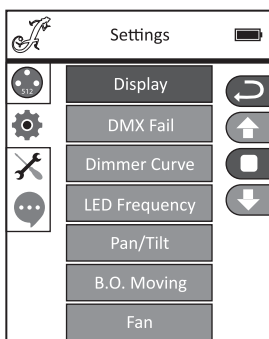 Settings
512
Display
DMX Fail
Dimmer Curve
LED Frequency
Pan/Tilt
B.O. Moving
Fan